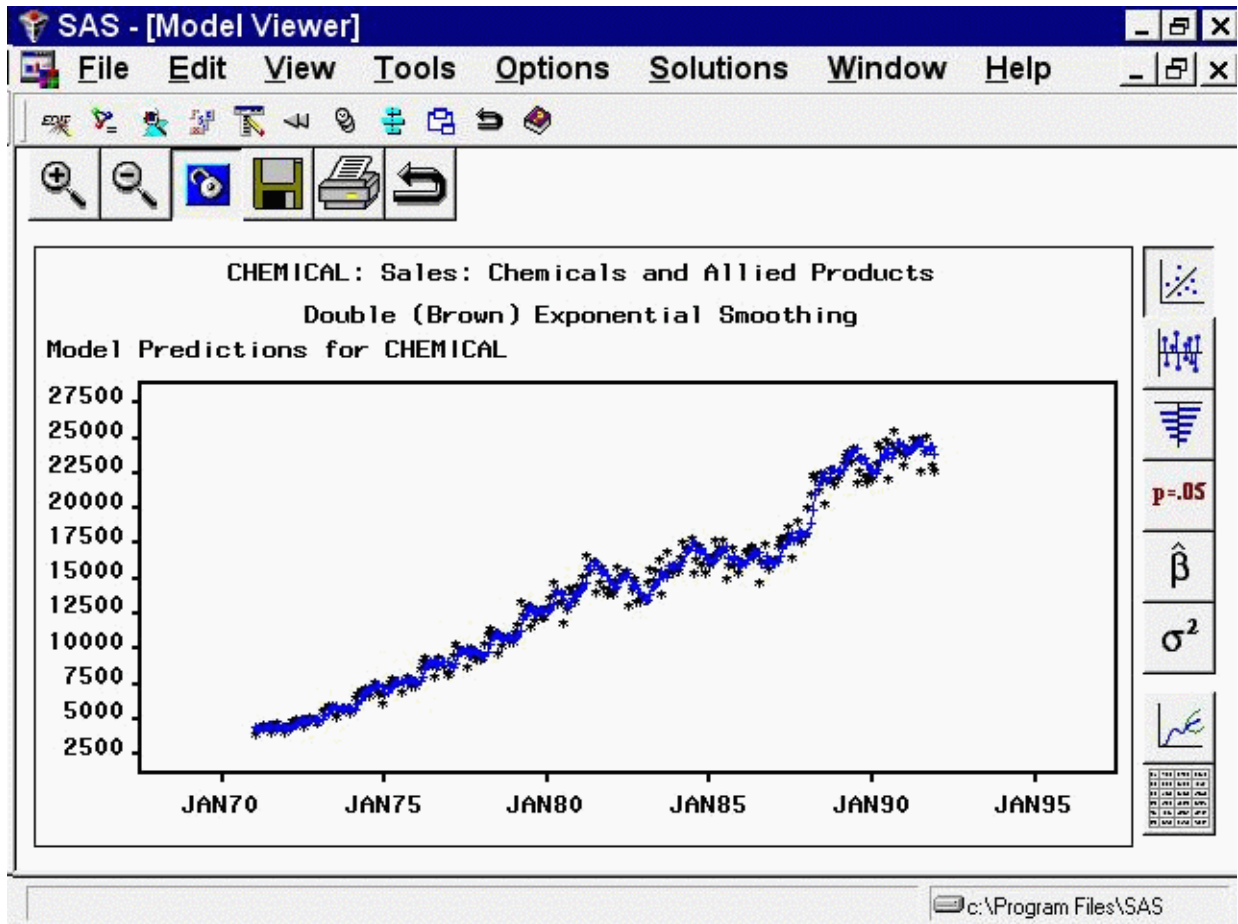 SAS - [Model Viewer]
File Edit View Tools Options Solutions Window Help
EDIT
CHEMICAL: Sales: Chemicals and Allied Products
Double (Brown) Exponential Smoothing
Model Predictions for CHEMICAL
27500
25000
22500
20000
17500
15000
12500
10000
7500
5000
2500
JAN70 JAN75 JAN80 JAN85 JAN90 JAN95
p=.05
β̂
σ²
c:\Program Files\SAS